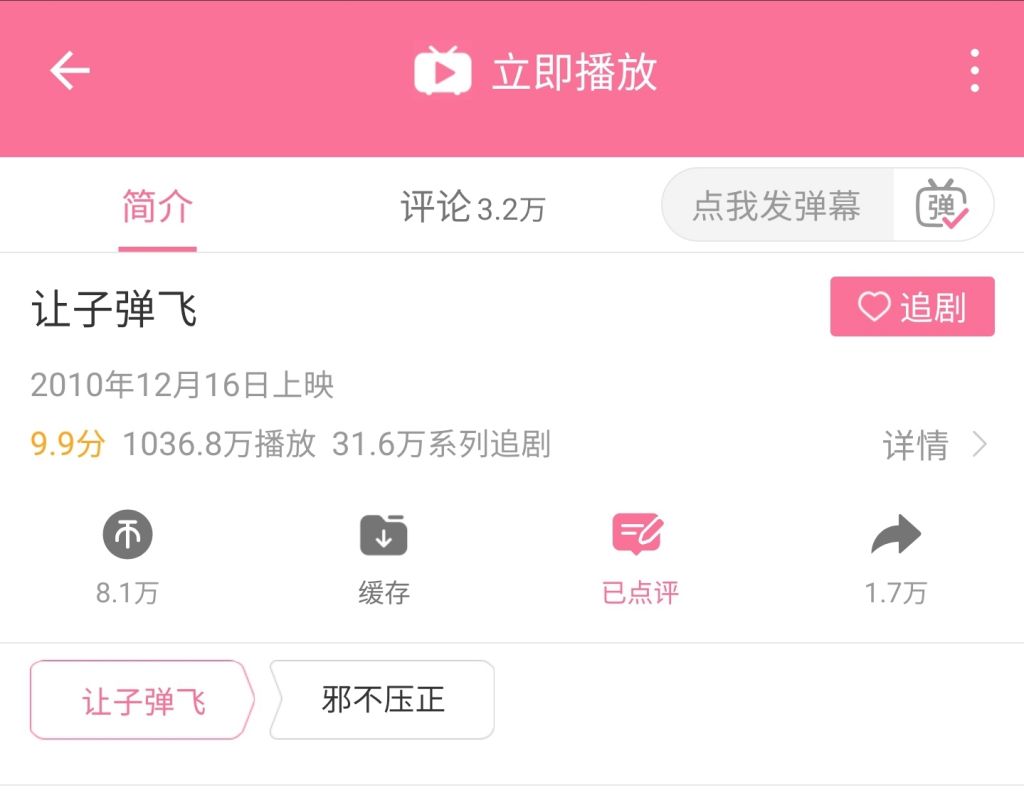 立即播放
简介 评论 3.2万 点我发弹幕 弹
让子弹飞 追剧
2010年12月16日上映
9.9分 1036.8万播放 31.6万系列追剧 详情
8.1万 缓存 已点评 1.7万
让子弹飞 邪不压正